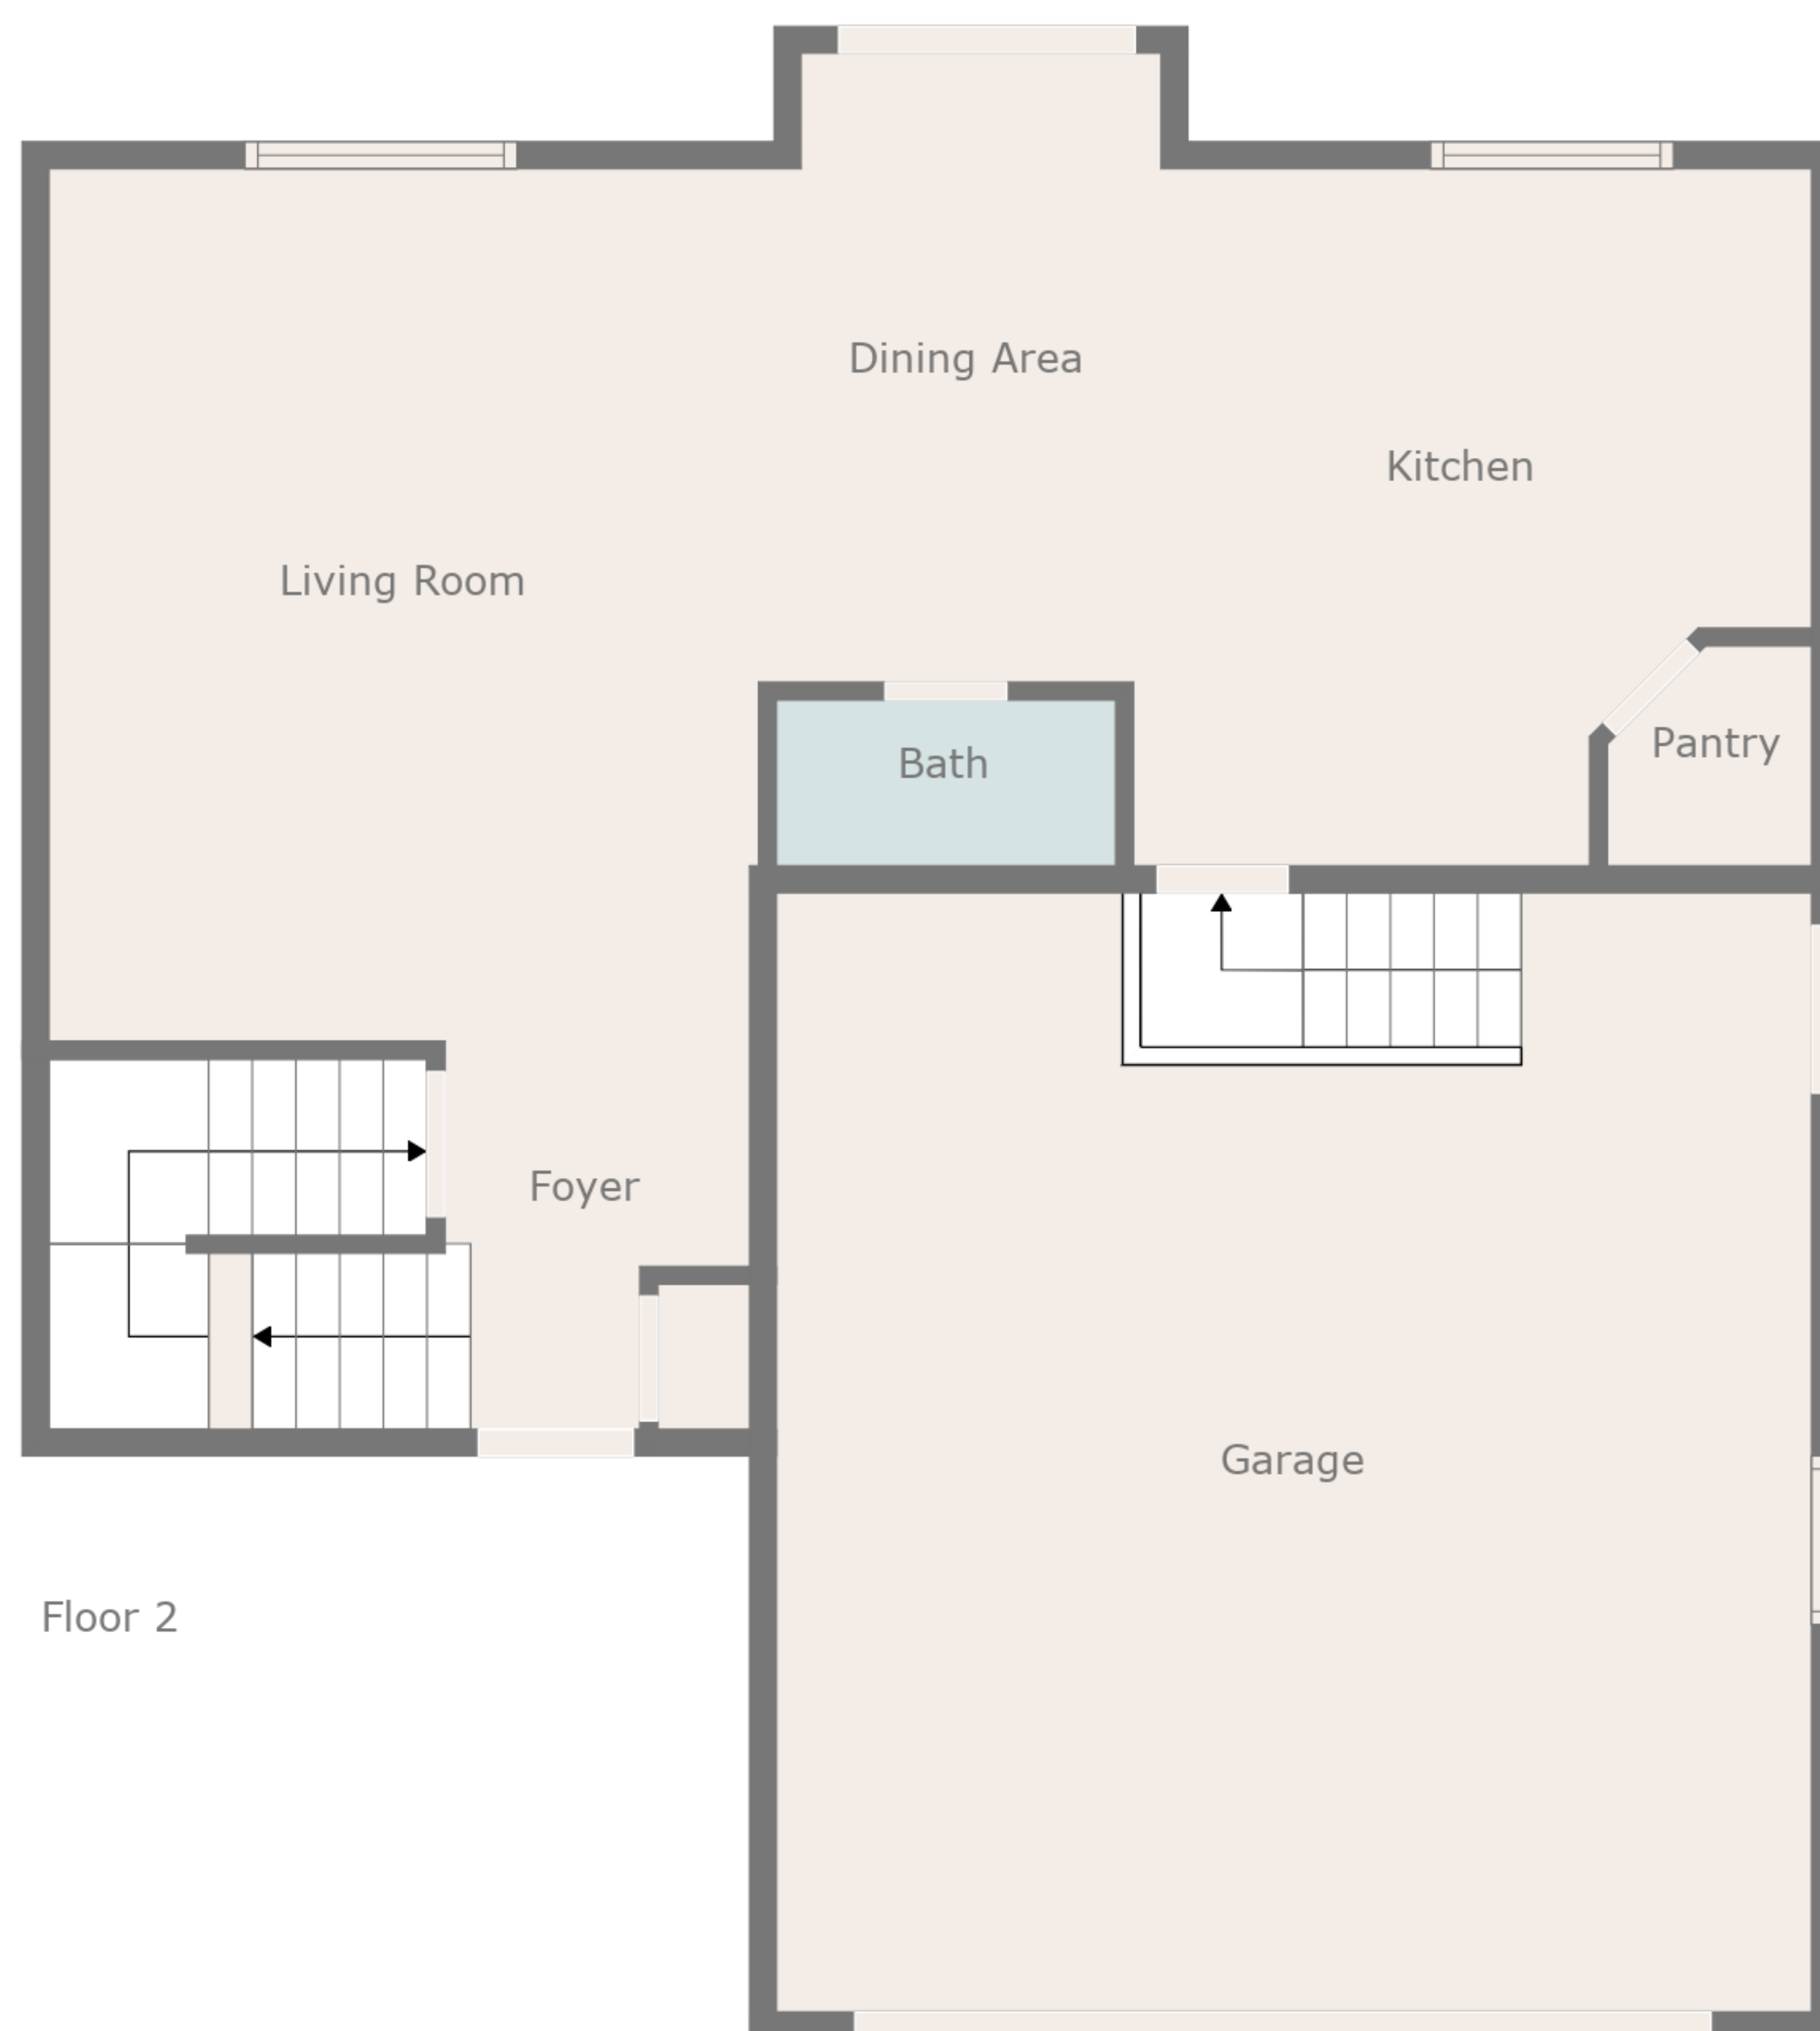 Dining Area
Kitchen
Living Room
Pantry
Bath
Foyer
Garage
Floor 2